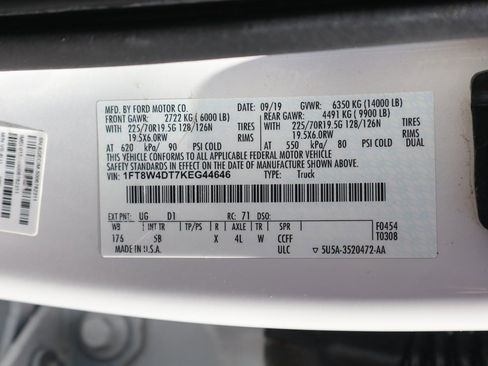 MFD. BY FORD MOTOR CO.
DATE: 09/19 GVWR: 6350 KG (14000 LB)
FRONT GAWR: 2722 KG (6000 LB) REAR GAWR: 4491 KG (9900 LB)
WITH 225/70R19.5G 128/126N TIRES WITH 225/70R19.5G 128/126N TIRES
19.5X6.0RW RIMS 19.5X6.0RW RIMS
AT 620 kPa/ 90 PSI COLD AT 550 kPa/ 80 PSI COLD DUAL
THIS VEHICLE CONFORMS TO ALL APPLICABLE FEDERAL MOTOR VEHICLE
SAFETY STANDARDS IN EFFECT ON THE DATE OF MANUFACTURE SHOWN ABOVE.
VIN: 1FT8W4DT7KEG44646 TYPE: Truck
EXT PNT: UG D1 RC: 71 DSO:
WB INT TR TP/PS R AXLE TR SPR F0454
176 5B X 4L W CCFF T0308
MADE IN U.S.A. ULC 5U5A-3520472-AA